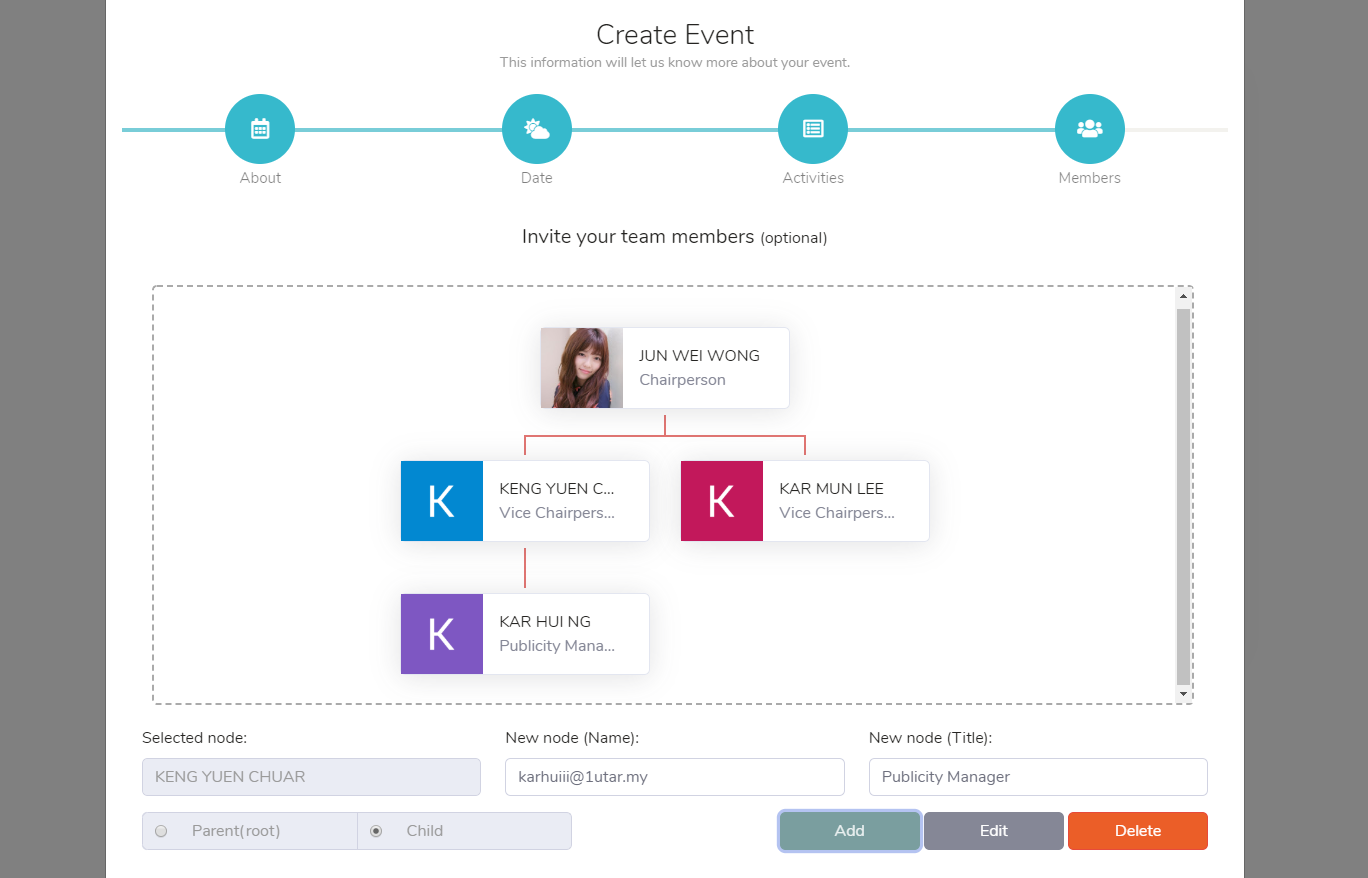 Create Event
This information will let us know more about your event.
About
Date
Activities
Members
Invite your team members (optional)
JUN WEI WONG
Chairperson
K
KENG YUEN C...
Vice Chairpers...
K
KAR MUN LEE
Vice Chairpers...
K
KAR HUI NG
Publicity Mana...
Selected node:
New node (Name):
New node (Title):
KENG YUEN CHUAR
karhuiii@1utar.my
Publicity Manager
Parent(root)
Child
Add
Edit
Delete